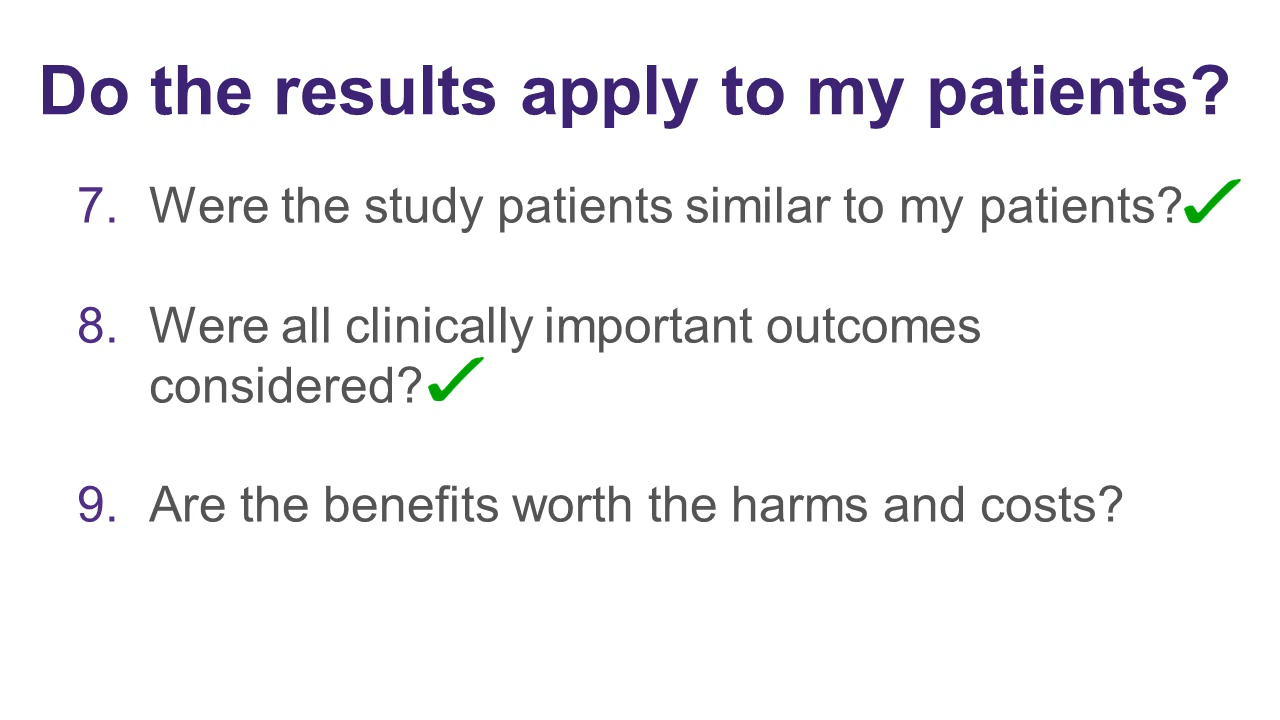 Do the results apply to my patients?
7. Were the study patients similar to my patients?
8. Were all clinically important outcomes
considered?
9. Are the benefits worth the harms and costs?